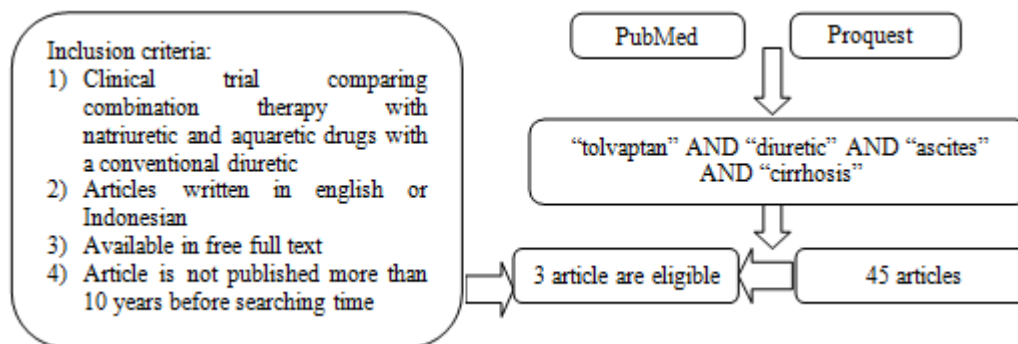 Inclusion criteria:
1) Clinical trial comparing
combination therapy with
natriuretic and aquaretic drugs with
a conventional diuretic
2) Articles written in english or
Indonesian
3) Available in free full text
4) Article is not published more than
10 years before searching time
PubMed
Proquest
“tolvaptan” AND “diuretic” AND “ascites”
AND “cirrhosis”
3 article are eligible
45 articles